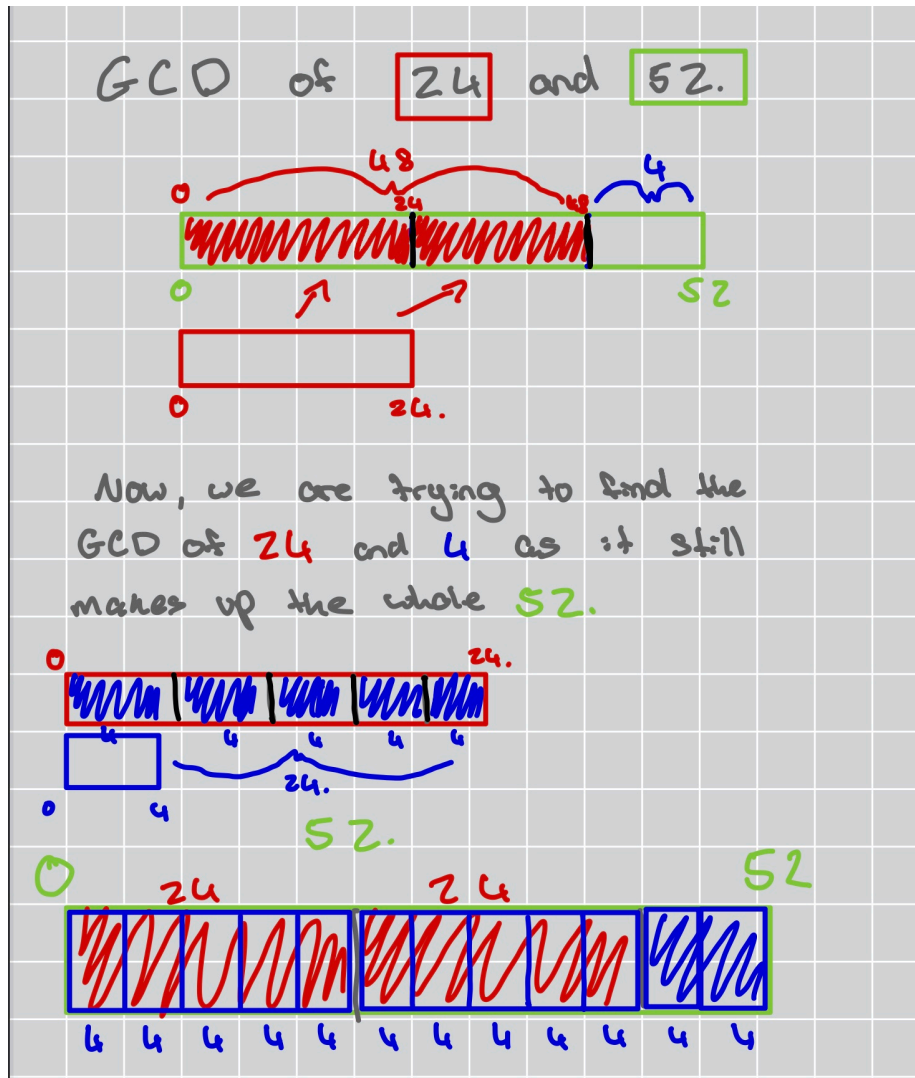 GCD of 24 and 52.
48 4
0 24 48
0 52
0 24.
Now, we are trying to find the
GCD of 24 and 4 as it still
makes up the whole 52.
0 24.
4 4 4 4 4
24.
0 4
52.
0 24 24 52
4 4 4 4 4 4 4 4 4 4 4 4